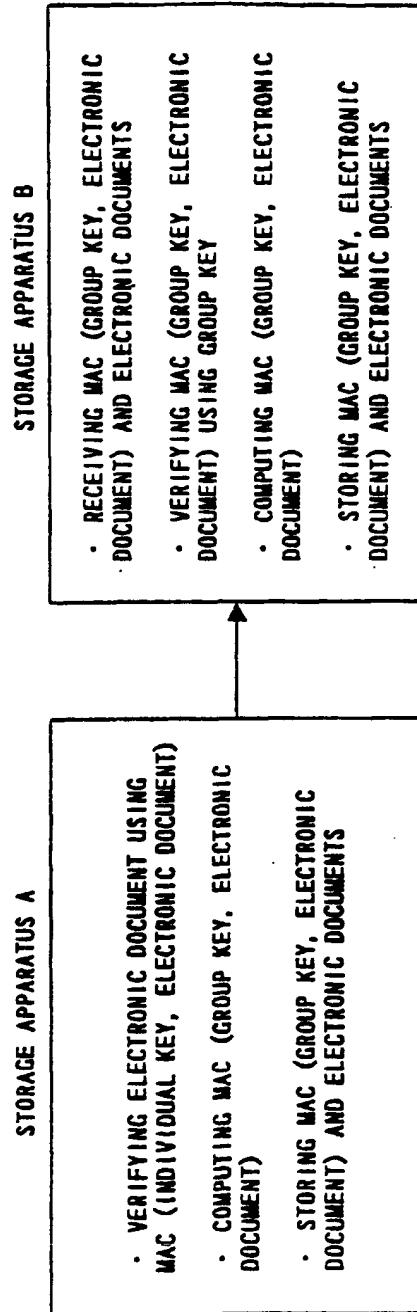 STORAGE APPARATUS A
· VERIFYING ELECTRONIC DOCUMENT USING
MAC (INDIVIDUAL KEY, ELECTRONIC DOCUMENT)
· COMPUTING MAC (GROUP KEY, ELECTRONIC
DOCUMENT)
· STORING MAC (GROUP KEY, ELECTRONIC
DOCUMENT) AND ELECTRONIC DOCUMENTS
STORAGE APPARATUS B
· RECEIVING MAC (GROUP KEY, ELECTRONIC
DOCUMENT) AND ELECTRONIC DOCUMENTS
· VERIFYING MAC (GROUP KEY, ELECTRONIC
DOCUMENT) USING GROUP KEY
· COMPUTING MAC (GROUP KEY, ELECTRONIC
DOCUMENT)
· STORING MAC (GROUP KEY, ELECTRONIC
DOCUMENT) AND ELECTRONIC DOCUMENTS